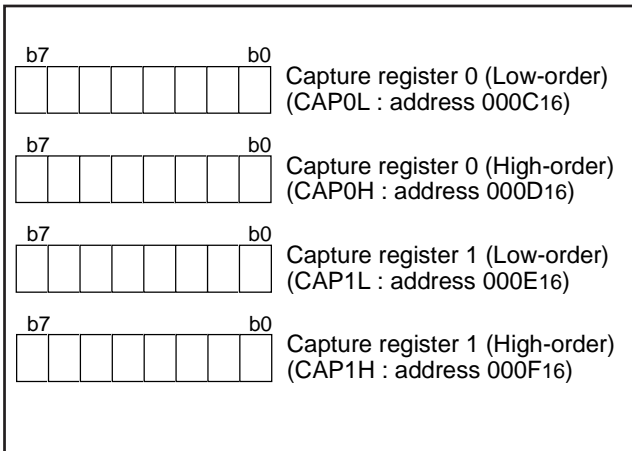 b7 b0
Capture register 0 (Low-order)
(CAP0L : address 000C16)
b7 b0
Capture register 0 (High-order)
(CAP0H : address 000D16)
b7 b0
Capture register 1 (Low-order)
(CAP1L : address 000E16)
b7 b0
Capture register 1 (High-order)
(CAP1H : address 000F16)